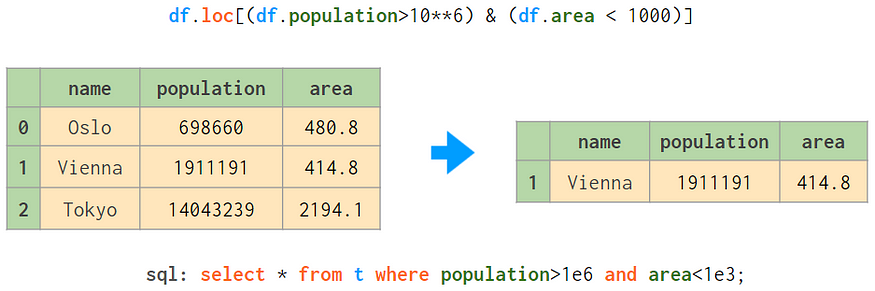 df.loc[(df.population>10**6) & (df.area < 1000)]
name population area
0 Oslo 698660 480.8
1 Vienna 1911191 414.8
2 Tokyo 14043239 2194.1
name population area
1 Vienna 1911191 414.8
sql: select * from t where population>1e6 and area<1e3;